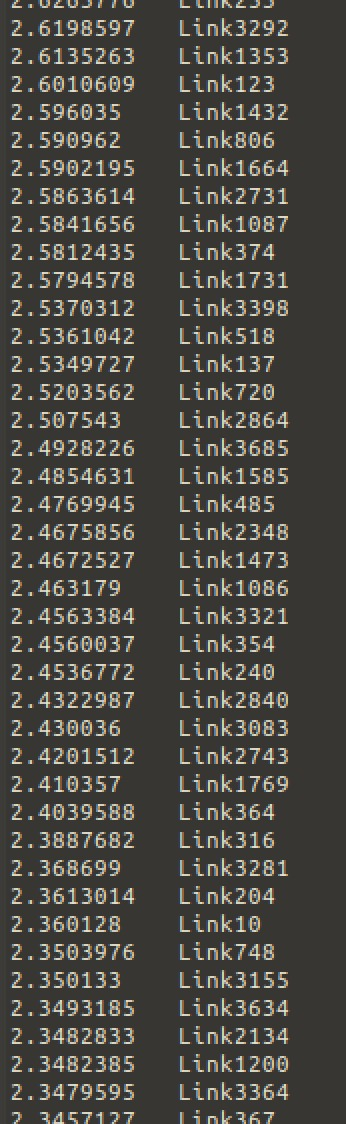 2.6198597 Link3292
2.6135263 Link1353
2.6010609 Link123
2.596035 Link1432
2.590962 Link806
2.5902195 Link1664
2.5863614 Link2731
2.5841656 Link1087
2.5812435 Link374
2.5794578 Link1731
2.5370312 Link3398
2.5361042 Link518
2.5349727 Link137
2.5203562 Link720
2.507543 Link2864
2.4928226 Link3685
2.4854631 Link1585
2.4769945 Link485
2.4675856 Link2348
2.4672527 Link1473
2.463179 Link1086
2.4563384 Link3321
2.4560037 Link354
2.4536772 Link240
2.4322987 Link2840
2.430036 Link3083
2.4201512 Link2743
2.410357 Link1769
2.4039588 Link364
2.3887682 Link316
2.368699 Link3281
2.3613014 Link204
2.360128 Link10
2.3503976 Link748
2.350133 Link3155
2.3493185 Link3634
2.3482833 Link2134
2.3482385 Link1200
2.3479595 Link3364
2.3457127 Link367